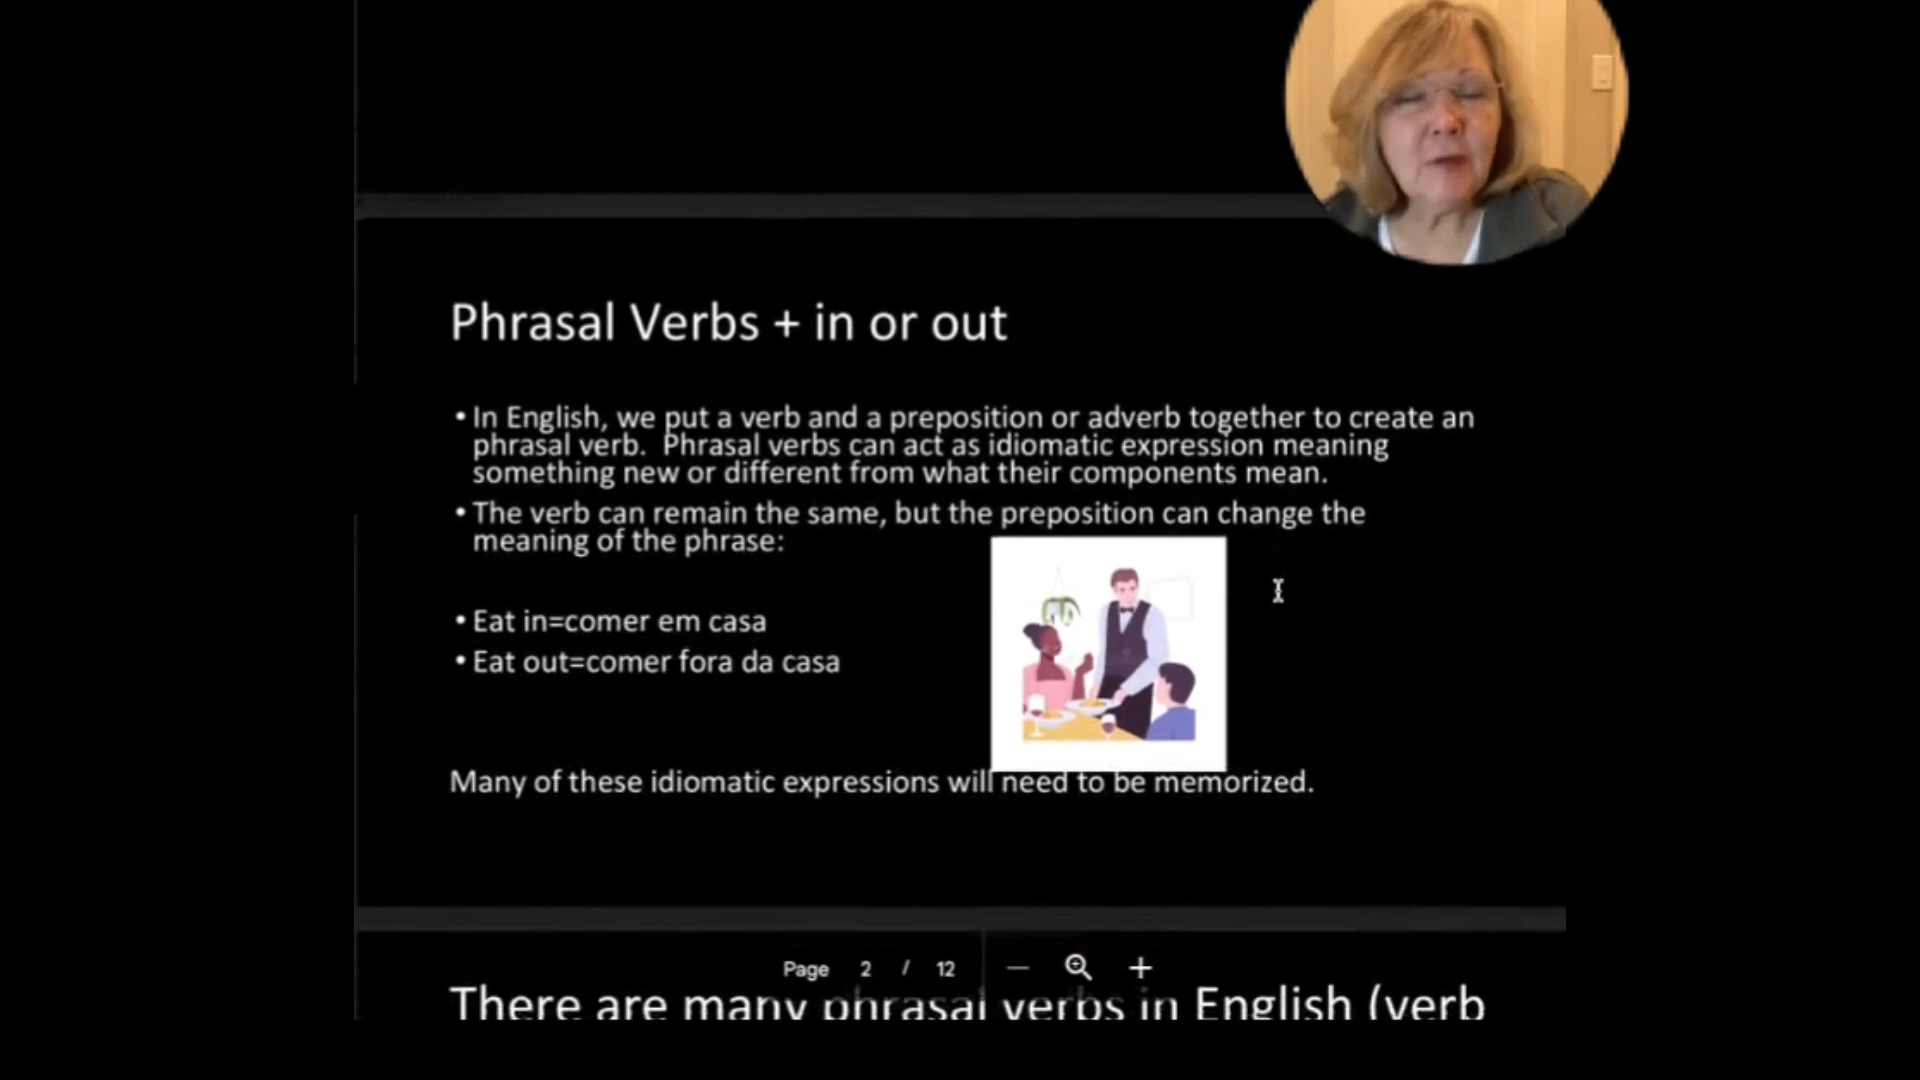 Phrasal Verbs + in or out
• In English, we put a verb and a preposition or adverb together to create an
phrasal verb.  Phrasal verbs can act as idiomatic expression meaning
something new or different from what their components mean.
• The verb can remain the same, but the preposition can change the
meaning of the phrase:
• Eat in=comer em casa
• Eat out=comer fora da casa
Many of these idiomatic expressions will need to be memorized.
Page 2 / 12
There are many phrasal verbs in English (verb